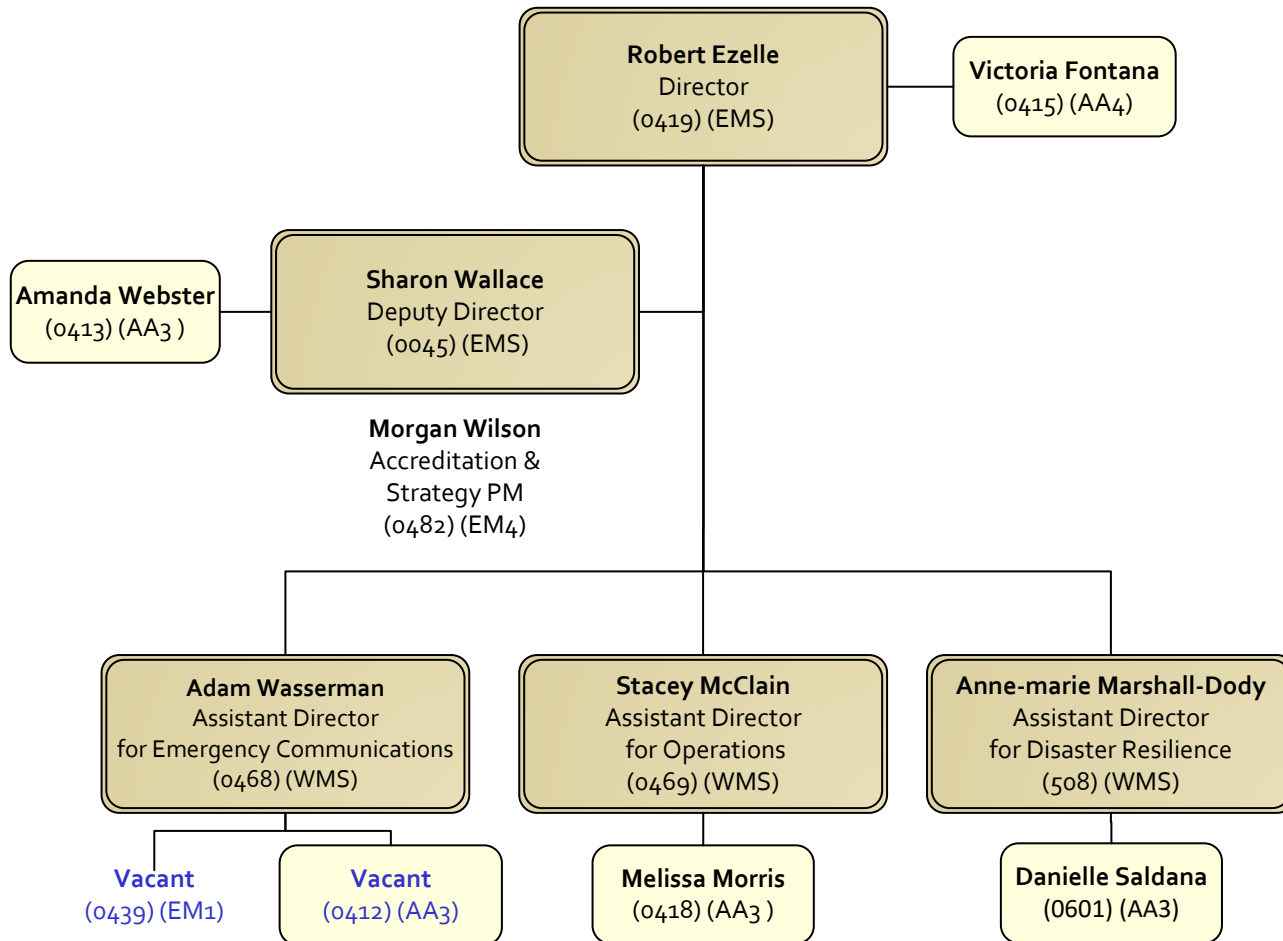 Robert Ezelle
Director
(0419) (EMS)
Victoria Fontana
(0415) (AA4)
Sharon Wallace
Deputy Director
(0045) (EMS)
Amanda Webster
(0413) (AA3 )
Morgan Wilson
Accreditation &
Strategy PM
(0482) (EM4)
Adam Wasserman
Assistant Director
for Emergency Communications
(0468) (WMS)
Stacey McClain
Assistant Director
for Operations
(0469) (WMS)
Anne-marie Marshall-Dody
Assistant Director
for Disaster Resilience
(508) (WMS)
Vacant
(0439) (EM1)
Vacant
(0412) (AA3)
Melissa Morris
(0418) (AA3 )
Danielle Saldana
(0601) (AA3)